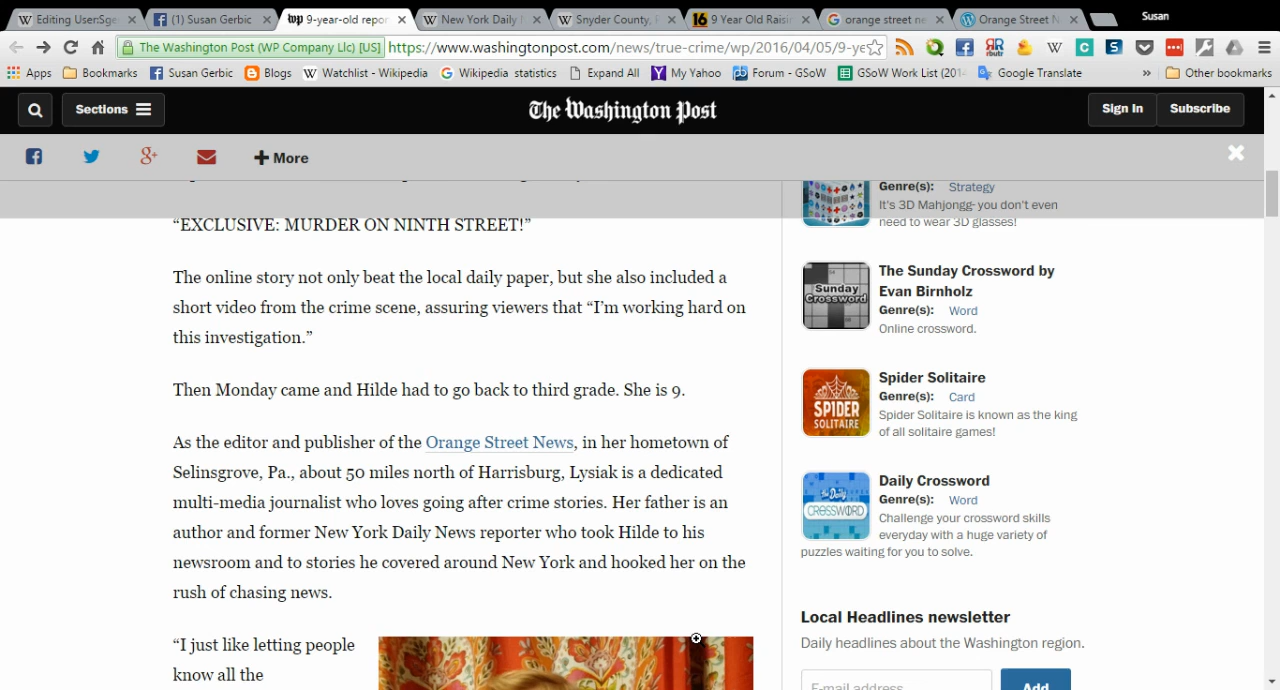 Susan
Editing User:Sge
(1) Susan Gerbic
9-year-old repor
New York Daily
Snyder County,
9 Year Old Raisi
orange street ne
Orange Street N
The Washington Post (WP Company Llc) [US]
https://www.washingtonpost.com/news/true-crime/wp/2016/04/05/9-ye
Apps
Bookmarks
Susan Gerbic
Blogs
Watchlist - Wikipedia
Wikipedia statistics
Expand All
My Yahoo
Forum - GSoW
GSoW Work List (201
Google Translate
»
Other bookmarks
Sections
The Washington Post
Sign In
Subscribe
+ More
“EXCLUSIVE: MURDER ON NINTH STREET!”
The online story not only beat the local daily paper, but she also included a
short video from the crime scene, assuring viewers that “I’m working hard on
this investigation.”
Then Monday came and Hilde had to go back to third grade. She is 9.
As the editor and publisher of the Orange Street News, in her hometown of
Selinsgrove, Pa., about 50 miles north of Harrisburg, Lysiak is a dedicated
multi-media journalist who loves going after crime stories. Her father is an
author and former New York Daily News reporter who took Hilde to his
newsroom and to stories he covered around New York and hooked her on the
rush of chasing news.
“I just like letting people
know all the
Genre(s): Strategy
It's 3D Mahjongg- you don't even
need to wear 3D glasses!
Sunday
Crossword
The Sunday Crossword by
Evan Birnholz
Genre(s): Word
Online crossword.
SPIDER
SOLITAIRE
Spider Solitaire
Genre(s): Card
Spider Solitaire is known as the king
of all solitaire games!
the Daily
CROSSWORD
Daily Crossword
Genre(s): Word
Challenge your crossword skills
everyday with a huge variety of
puzzles waiting for you to solve.
Local Headlines newsletter
Daily headlines about the Washington region.
E-mail address
Add